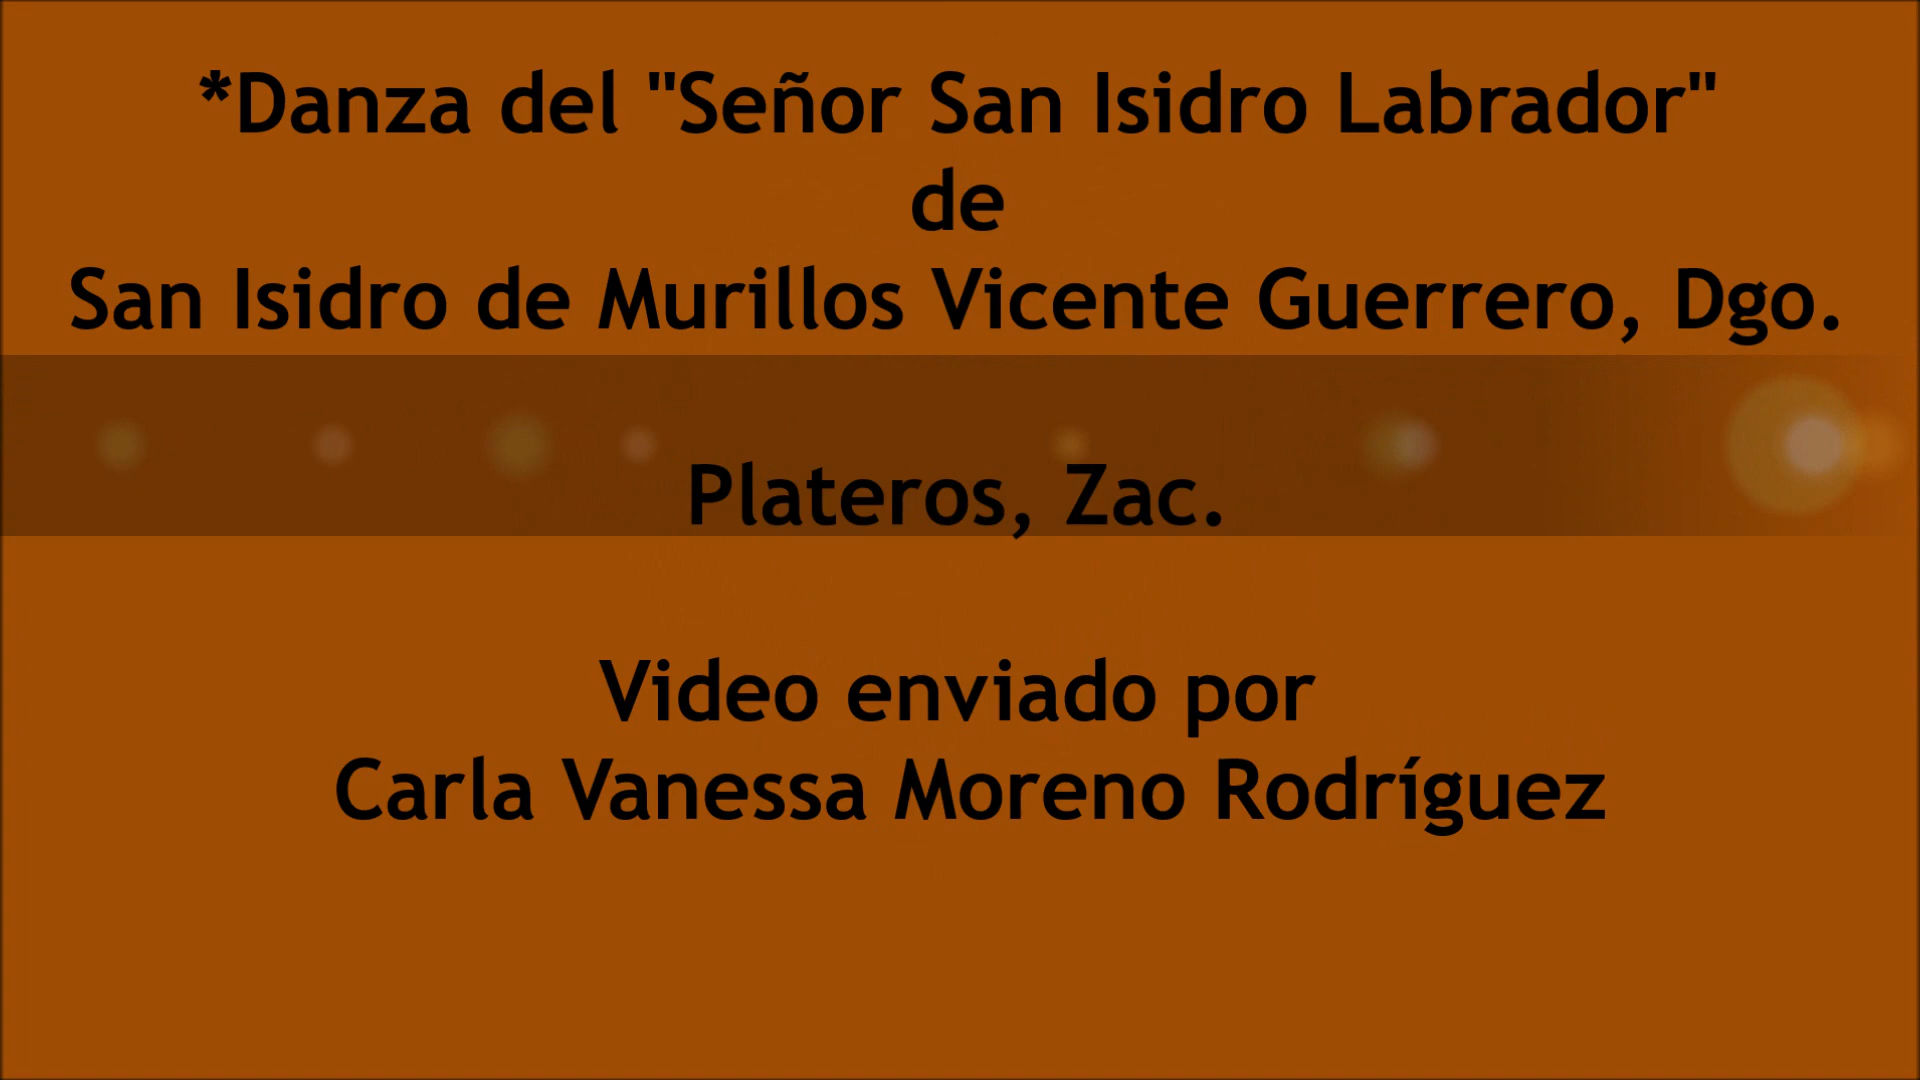 *Danza del "Señor San Isidro Labrador"
de
San Isidro de Murillos Vicente Guerrero, Dgo.
Plateros, Zac.
Video enviado por
Carla Vanessa Moreno Rodríguez